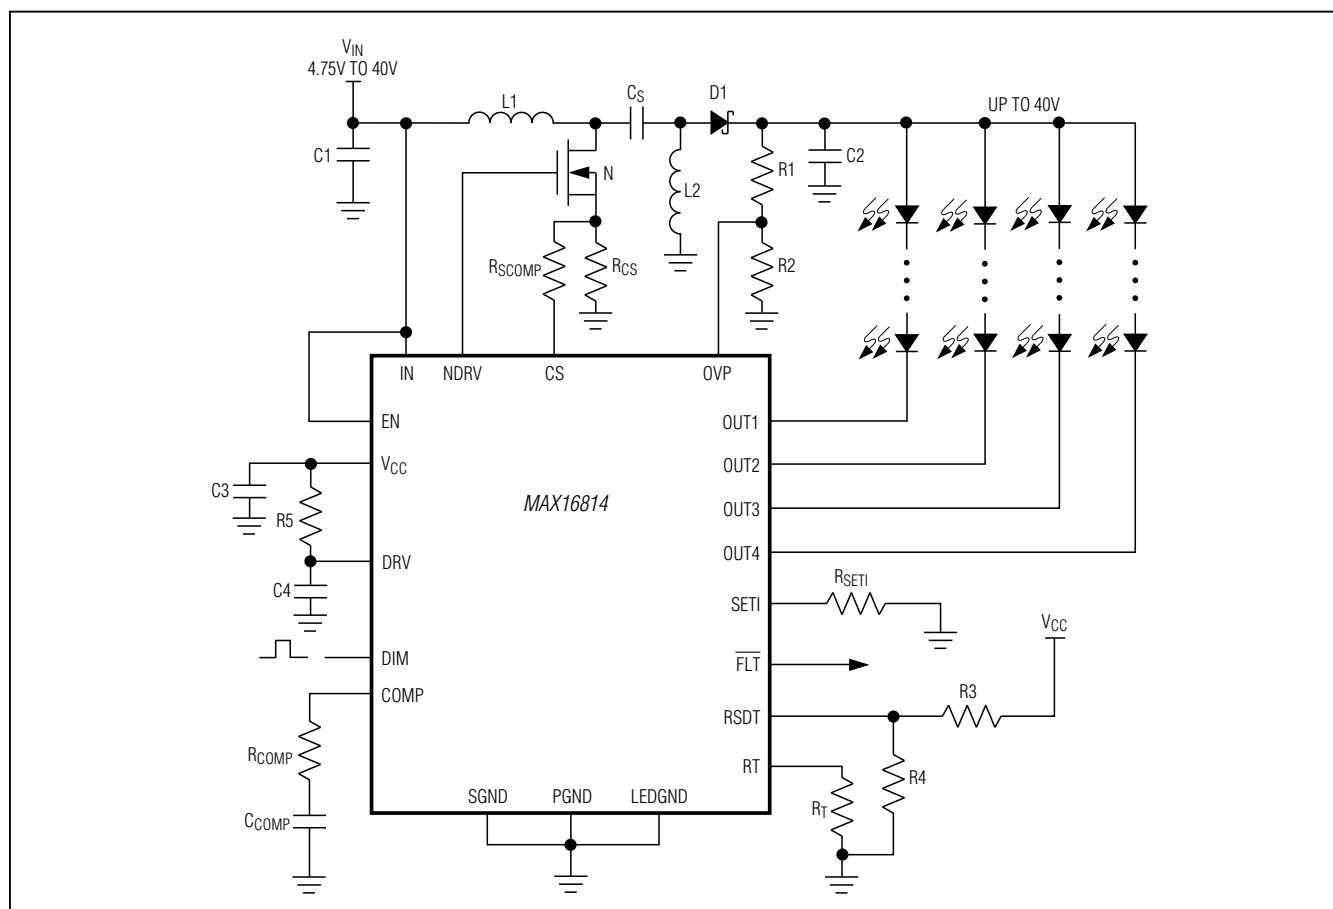 VIN
4.75V TO 40V
L1
CS
D1
UP TO 40V
C1
N
L2
R1
C2
RSCOMP
RCS
R2
IN
NDRV
CS
OVP
EN
OUT1
VCC
OUT2
C3
R5
MAX16814
OUT3
DRV
OUT4
C4
SETI
RSETI
VCC
DIM
FLT
COMP
R3
RSDT
RCOMP
RT
R4
SGND
PGND
LEDGND
RT
CCOMP